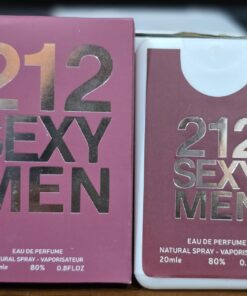 212
SEXY
MEN
EAU DE PERFUME
NATURAL SPRAY - VAPORISATEUR
20mle 80% 0.8FLOZ
212
SEXY
MEN
EAU DE PERFUME
NATURAL SPRAY - VAPORISATEUR
20mle 80% 0.8